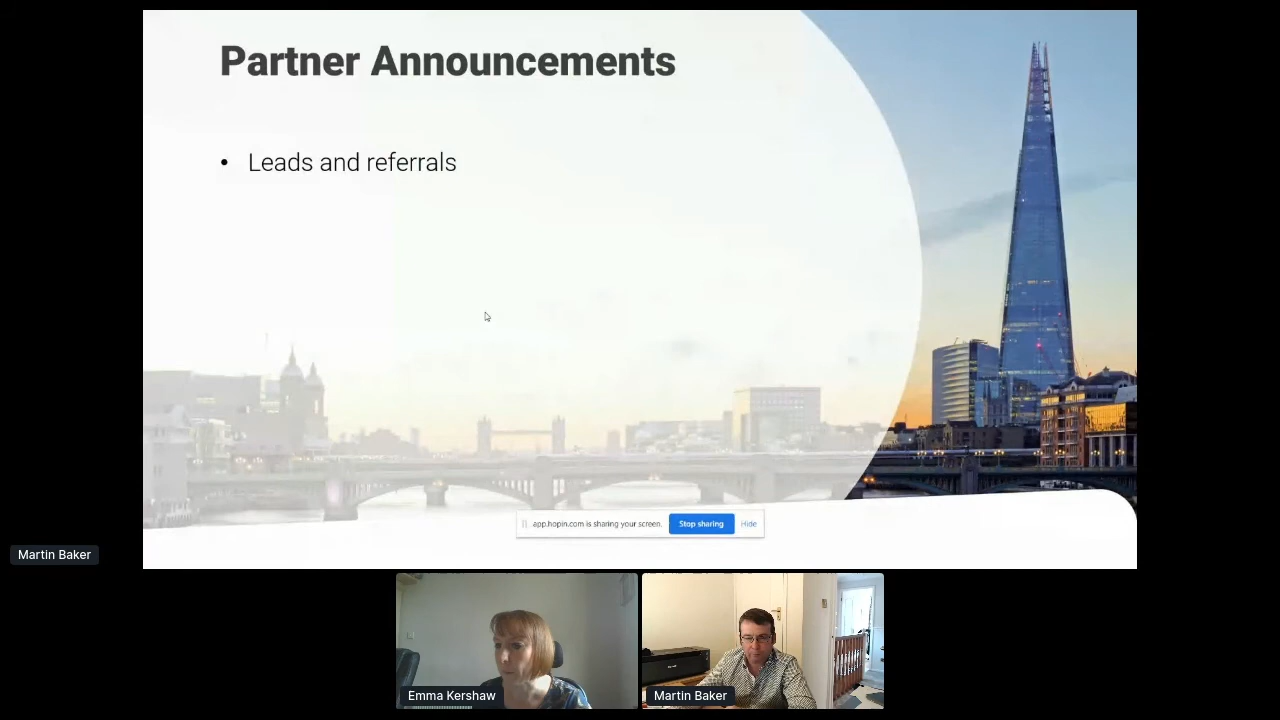 Partner Announcements
• Leads and referrals
app.hopin.com is sharing your screen. Stop sharing Hide
Martin Baker
Emma Kershaw
Martin Baker